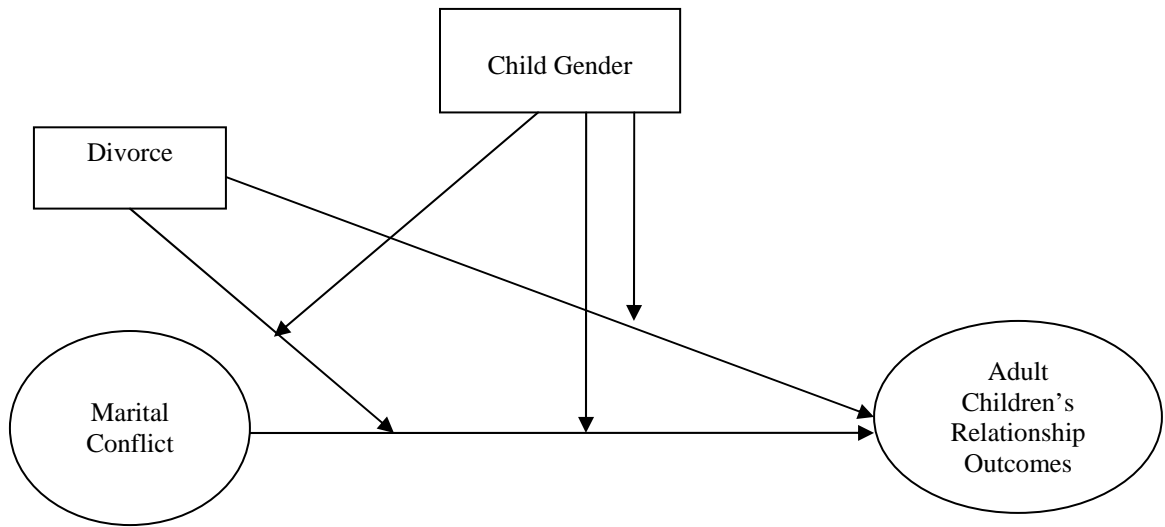 Child Gender
Divorce
Marital
Conflict
Adult
Children’s
Relationship
Outcomes